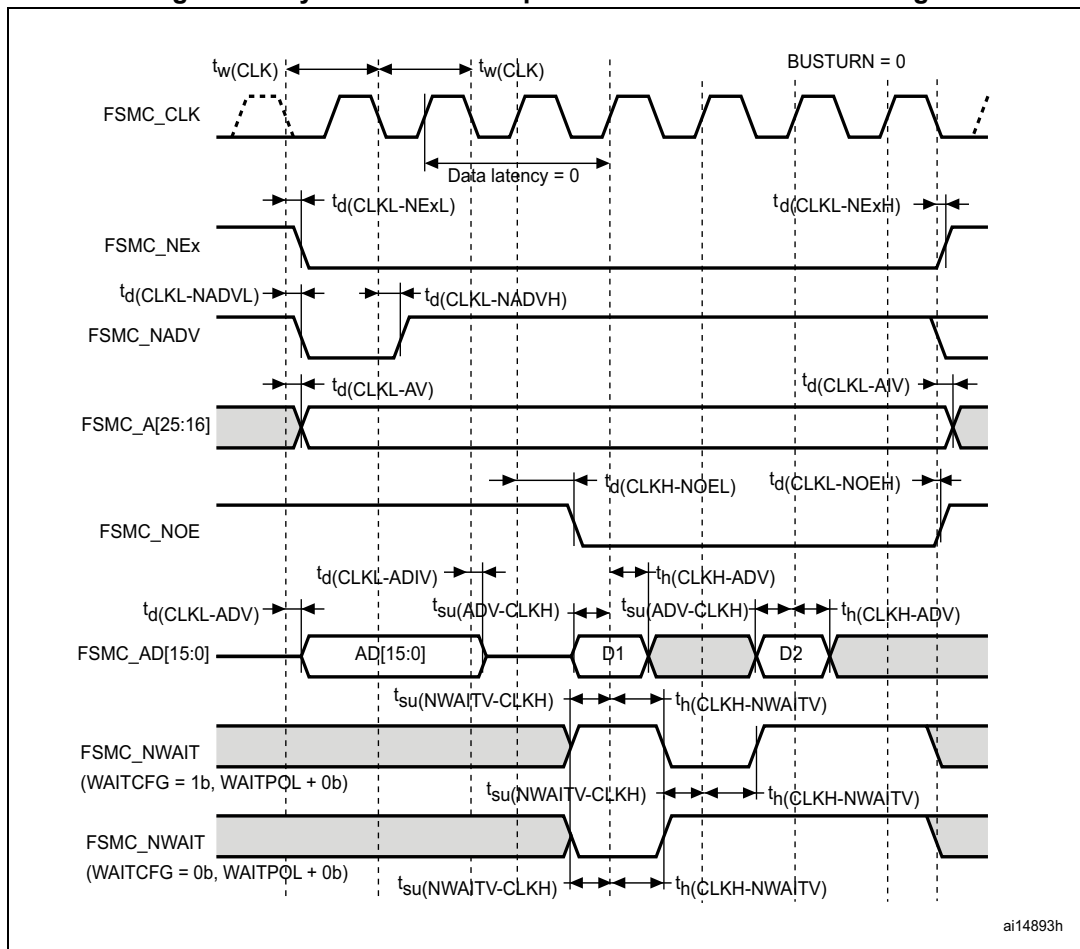 BUSTURN = 0
tw(CLK) tw(CLK)
FSMC_CLK
Data latency = 0
td(CLKL-NExL) td(CLKL-NExH)
FSMC_NEx
td(CLKL-NADVL) td(CLKL-NADVH)
FSMC_NADV
td(CLKL-AV) td(CLKL-AIV)
FSMC_A[25:16]
td(CLKH-NOEL) td(CLKL-NOEH)
FSMC_NOE
td(CLKL-ADIV) th(CLKH-ADV)
td(CLKL-ADV) tsu(ADV-CLKH) tsu(ADV-CLKH) th(CLKH-ADV)
FSMC_AD[15:0] AD[15:0] D1 D2
tsu(NWAITV-CLKH) th(CLKH-NWAITV)
FSMC_NWAIT
(WAITCFG = 1b, WAITPOL + 0b)
tsu(NWAITV-CLKH) th(CLKH-NWAITV)
FSMC_NWAIT
(WAITCFG = 0b, WAITPOL + 0b)
tsu(NWAITV-CLKH) th(CLKH-NWAITV)
ai14893h